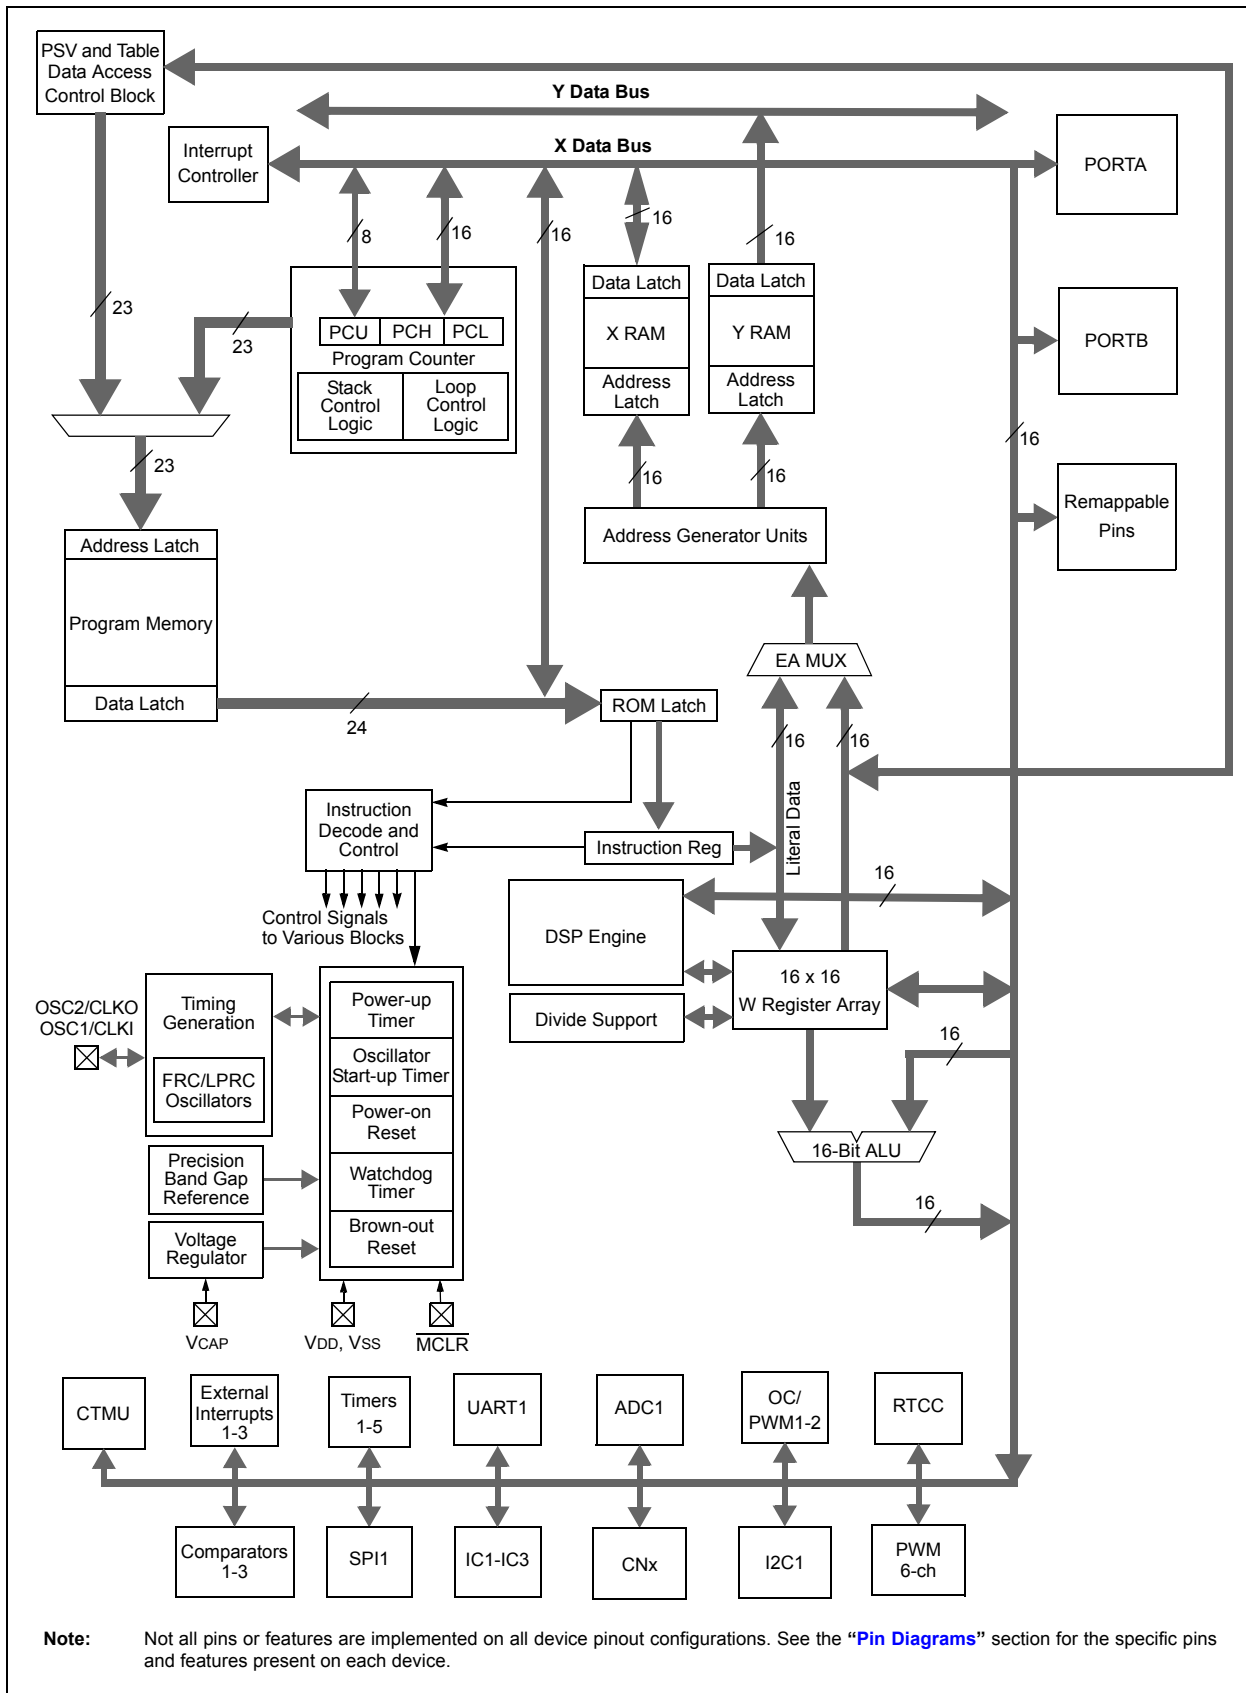 PSV and Table
Data Access
Control Block
Y Data Bus
X Data Bus
Interrupt
Controller
PORTA
8
16
16
16
16
Data Latch
X RAM
Address
Latch
Data Latch
Y RAM
Address
Latch
PORTB
23
23
PCU
PCH
PCL
Program Counter
Stack
Control
Logic
Loop
Control
Logic
23
16
16
16
Remappable
Pins
Address Generator Units
Address Latch
Program Memory
Data Latch
EA MUX
24
ROM Latch
16
16
Literal Data
Instruction
Decode and
Control
Instruction Reg
Control Signals
to Various Blocks
16
DSP Engine
16 x 16
W Register Array
Divide Support
16
16-Bit ALU
16
OSC2/CLKO
OSC1/CLKI
Timing
Generation
FRC/LPRC
Oscillators
Precision
Band Gap
Reference
Voltage
Regulator
Power-up
Timer
Oscillator
Start-up Timer
Power-on
Reset
Watchdog
Timer
Brown-out
Reset
VCAP
VDD, VSS
MCLR
CTMU
External
Interrupts
1-3
Timers
1-5
UART1
ADC1
OC/
PWM1-2
RTCC
Comparators
1-3
SPI1
IC1-IC3
CNx
I2C1
PWM
6-ch
Note: Not all pins or features are implemented on all device pinout configurations. See the “Pin Diagrams” section for the specific pins
and features present on each device.